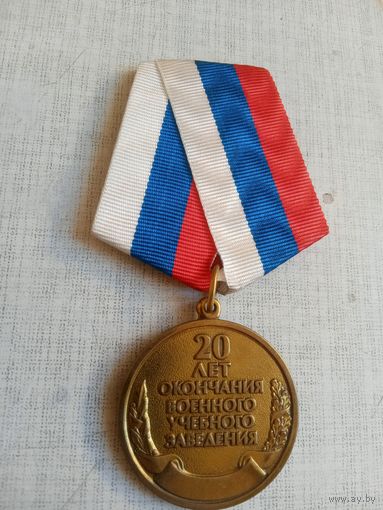 20
ЛЕТ
ОКОНЧАНИЯ
ВОЕННОГО
УЧЕБНОГО
ЗАВЕДЕНИЯ
www.ay.by